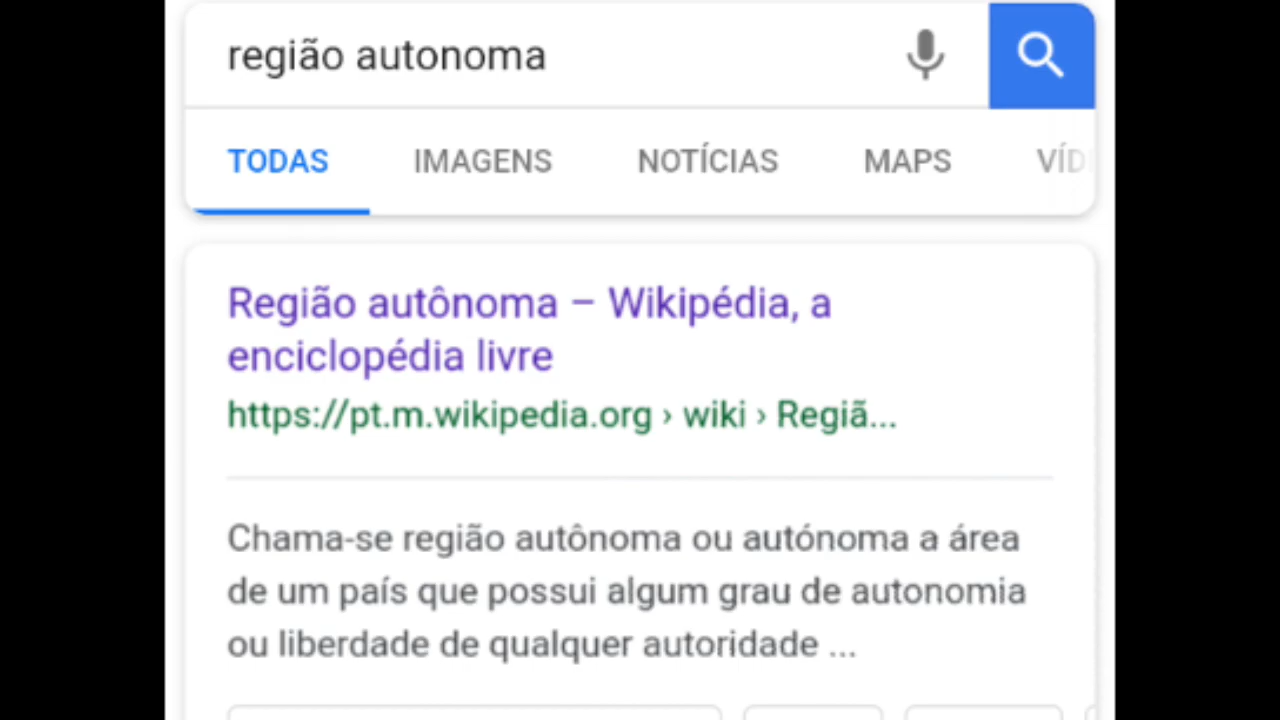 região autonoma
TODAS IMAGENS NOTÍCIAS MAPS VÍD
Região autônoma – Wikipédia, a
enciclopédia livre
https://pt.m.wikipedia.org › wiki › Regiã...
Chama-se região autônoma ou autónoma a área
de um país que possui algum grau de autonomia
ou liberdade de qualquer autoridade ...